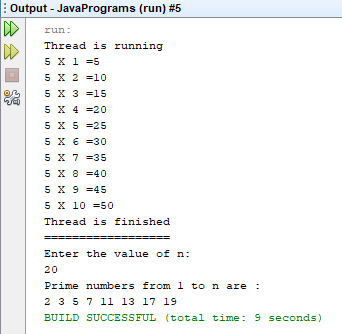 Output - JavaPrograms (run) #5
run:
Thread is running
5 X 1 =5
5 X 2 =10
5 X 3 =15
5 X 4 =20
5 X 5 =25
5 X 6 =30
5 X 7 =35
5 X 8 =40
5 X 9 =45
5 X 10 =50
Thread is finished
==================
Enter the value of n:
20
Prime numbers from 1 to n are :
2 3 5 7 11 13 17 19
BUILD SUCCESSFUL (total time: 9 seconds)